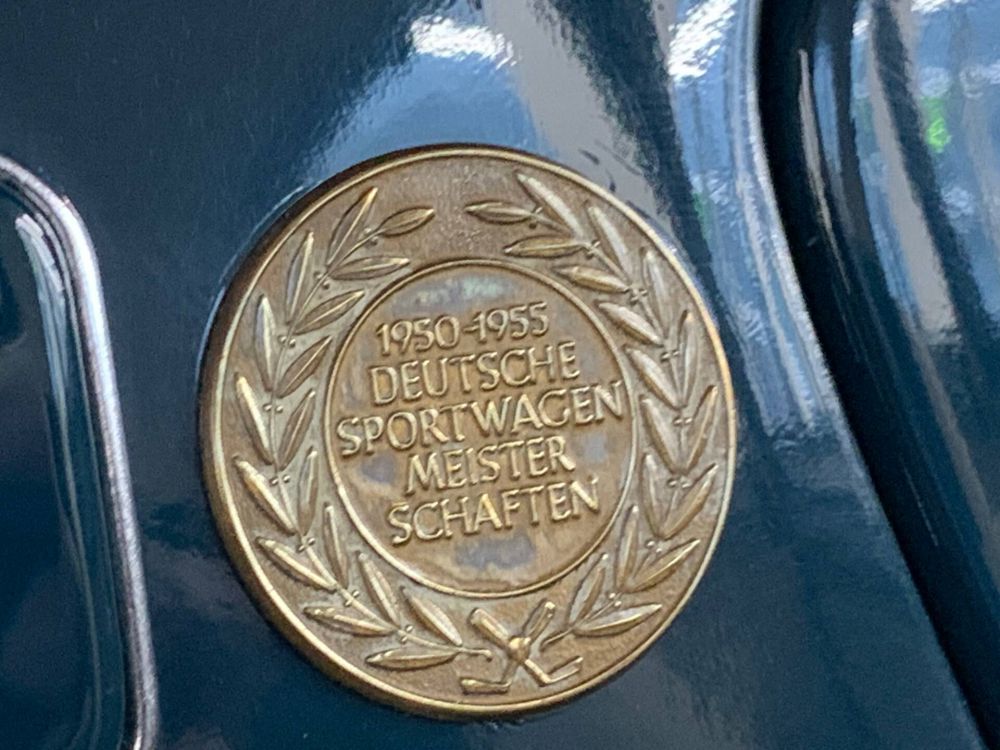 1950-1955
DEUTSCHE
SPORTWAGEN
MEISTER
SCHAFTEN